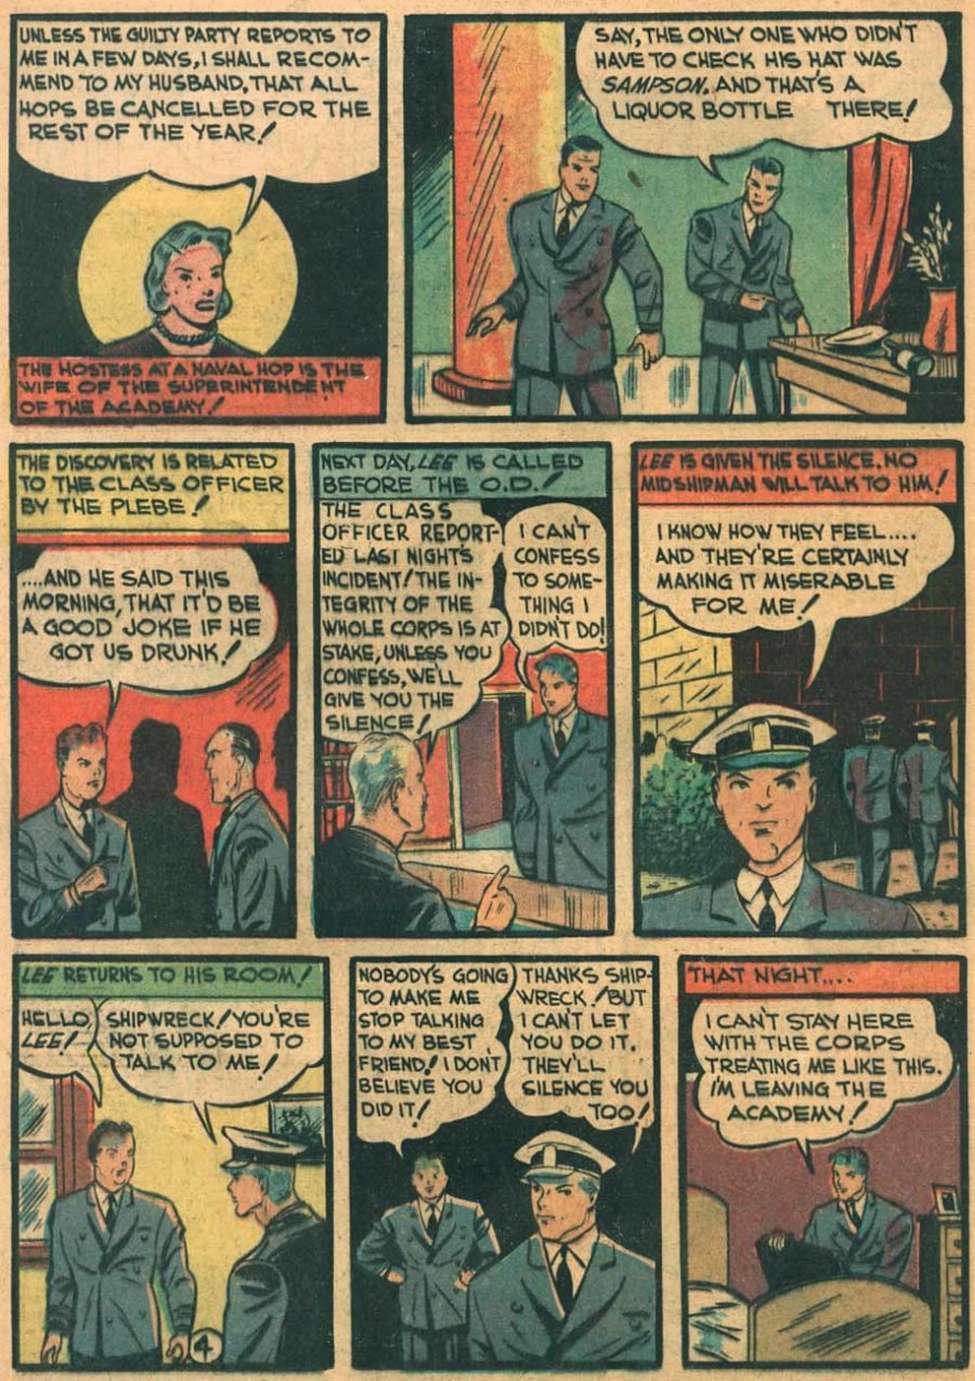 UNLESS THE GUILTY PARTY REPORTS TO
ME IN A FEW DAYS, I SHALL RECOM-
MEND TO MY HUSBAND, THAT ALL
HOPS BE CANCELLED FOR THE
REST OF THE YEAR!
THE HOSTESS AT A NAVAL HOP IS THE
WIFE OF THE SUPERINTENDENT
OF THE ACADEMY!
SAY, THE ONLY ONE WHO DIDN'T
HAVE TO CHECK HIS HAT WAS
SAMPSON. AND THAT'S A
LIQUOR BOTTLE THERE!
THE DISCOVERY IS RELATED
TO THE CLASS OFFICER
BY THE PLEBE!
....AND HE SAID THIS
MORNING, THAT IT'D BE
A GOOD JOKE IF HE
GOT US DRUNK!
NEXT DAY, LEE IS CALLED
BEFORE THE O.D.!
THE CLASS
OFFICER REPORT-
ED LAST NIGHT'S
INCIDENT! THE IN-
TEGRITY OF THE
WHOLE CORPS IS AT
STAKE, UNLESS YOU
CONFESS, WE'LL
GIVE YOU THE
SILENCE!
I CAN'T
CONFESS
TO SOME-
THING I
DIDN'T DO!
LEE IS GIVEN THE SILENCE. NO
MIDSHIPMAN WILL TALK TO HIM!
I KNOW HOW THEY FEEL....
AND THEY'RE CERTAINLY
MAKING IT MISERABLE
FOR ME!
LEE RETURNS TO HIS ROOM!
HELLO
LEE!
SHIPWRECK! YOU'RE
NOT SUPPOSED TO
TALK TO ME!
4
NOBODY'S GOING
TO MAKE ME
STOP TALKING
TO MY BEST
FRIEND! I DON'T
BELIEVE YOU
DID IT!
THANKS SHIP-
WRECK! BUT
I CAN'T LET
YOU DO IT.
THEY'LL
SILENCE YOU
TOO!
THAT NIGHT....
I CAN'T STAY HERE
WITH THE CORPS
TREATING ME LIKE THIS.
I'M LEAVING THE
ACADEMY!